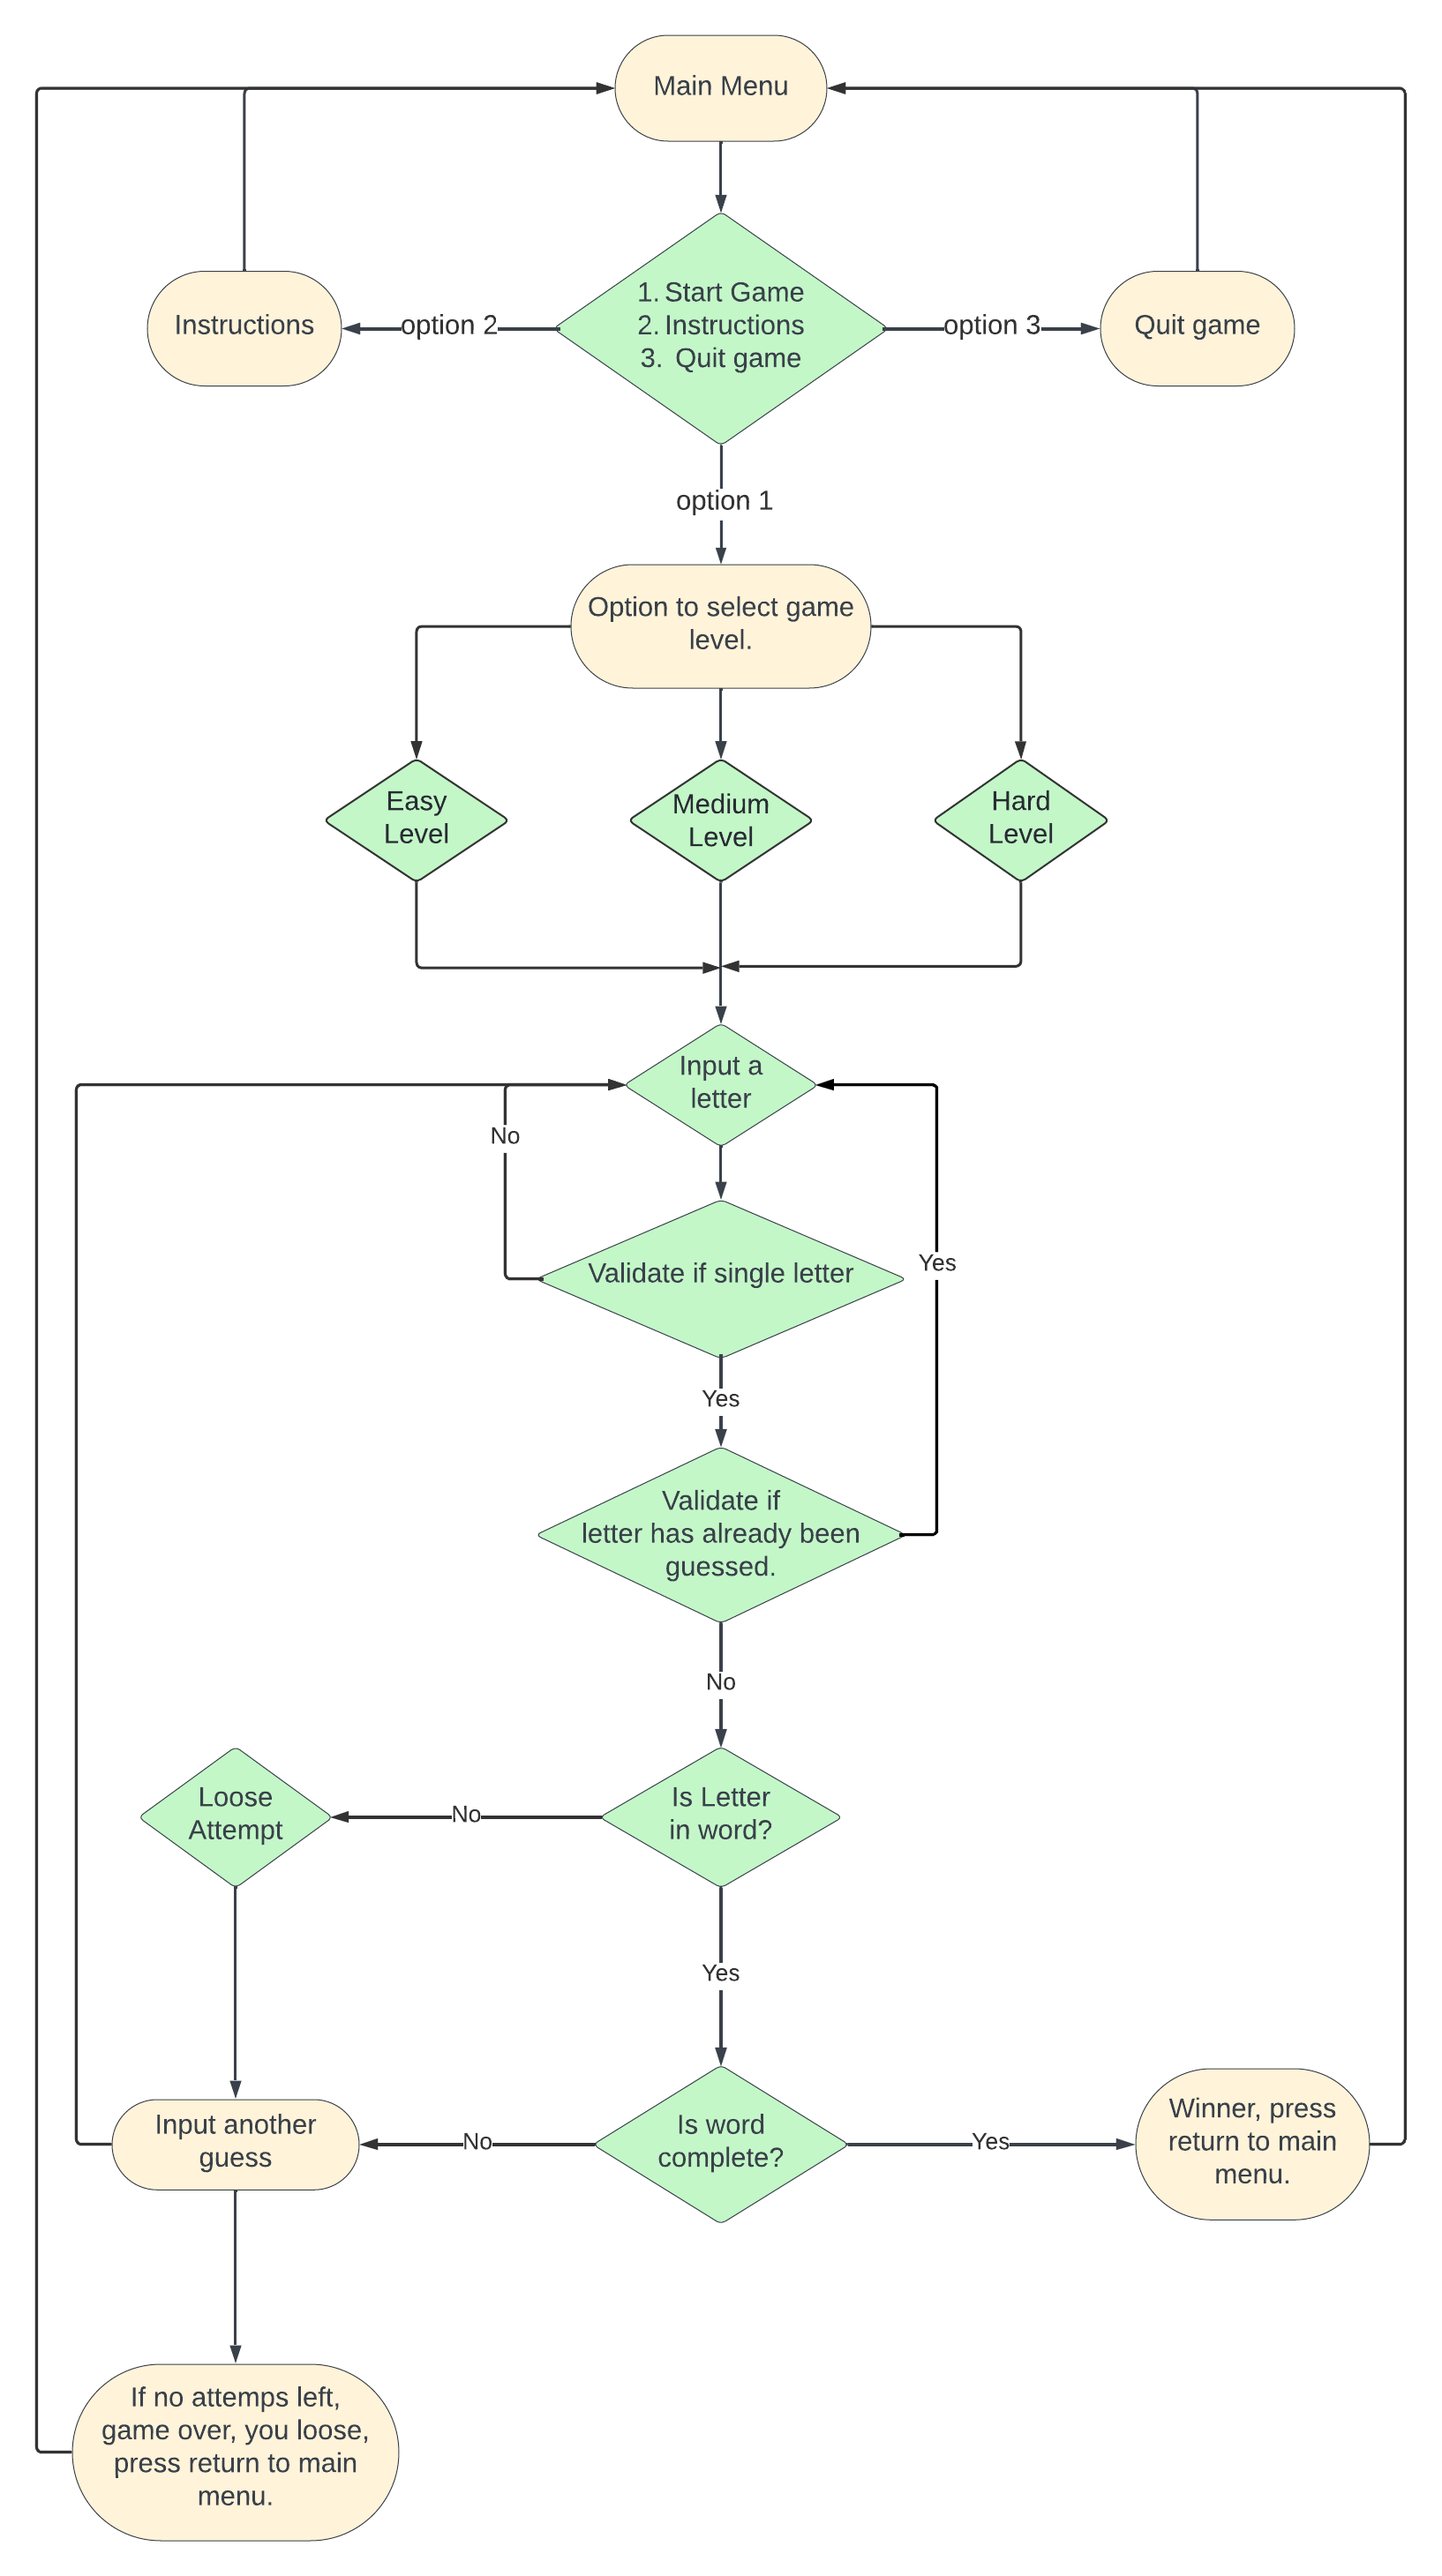 Main Menu
1. Start Game
2. Instructions
3. Quit game
option 2
Instructions
option 3
Quit game
option 1
Option to select game
level.
Easy
Level
Medium
Level
Hard
Level
Input a
letter
No
Validate if single letter
Yes
Yes
Validate if
letter has already been
guessed.
No
Loose
Attempt
No
Is Letter
in word?
Yes
Input another
guess
No
Is word
complete?
Yes
Winner, press
return to main
menu.
If no attemps left,
game over, you loose,
press return to main
menu.